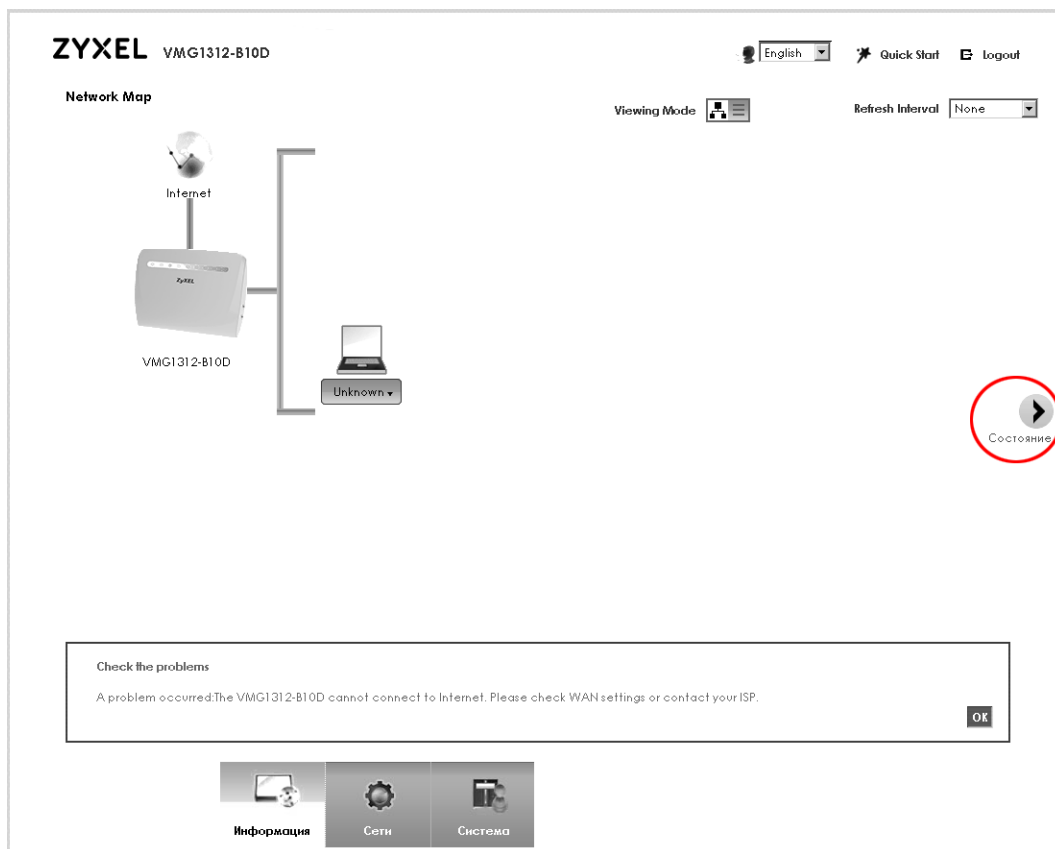 ZYXEL VMG1312-B10D
English
Quick Start
Logout
Network Map
Viewing Mode
Refresh Interval
None
Internet
ZyXEL
VMG1312-B10D
Unknown
Состояние
Check the problems
A problem occurred:The VMG1312-B10D cannot connect to Internet. Please check WAN settings or contact your ISP.
OK
Информация
Сети
Система